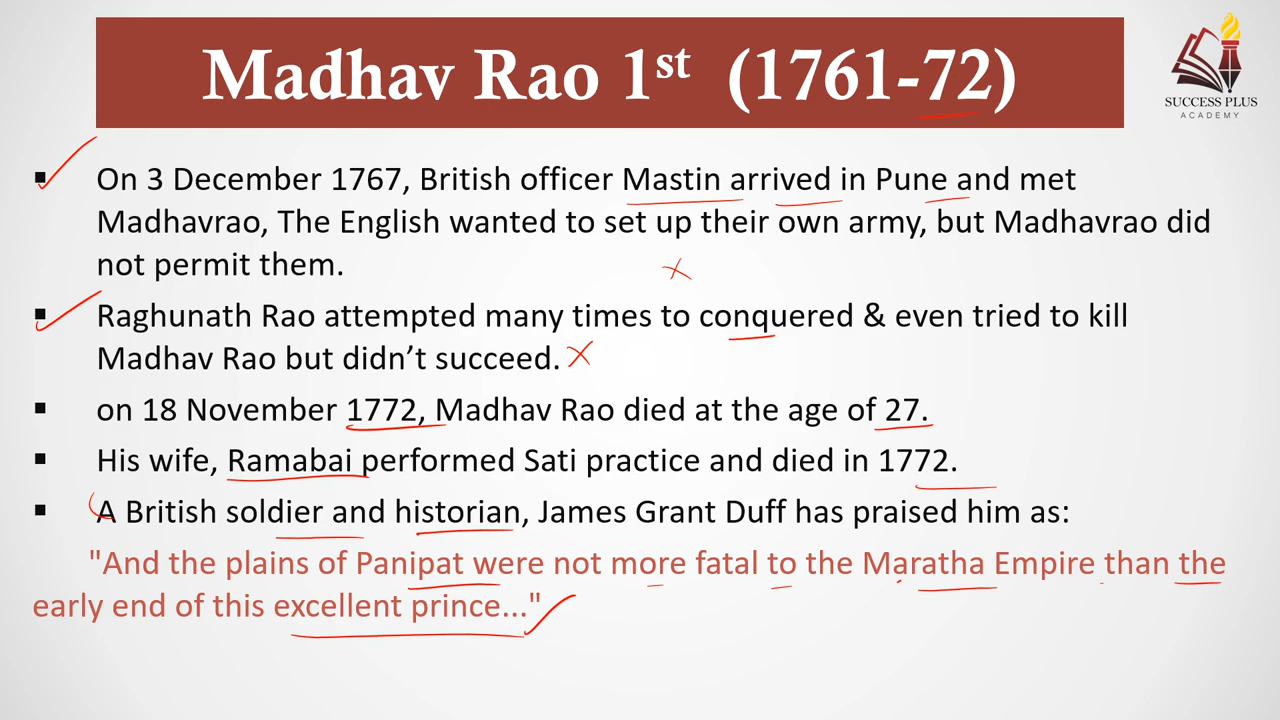 Madhav Rao 1st (1761-72)
SUCCESS PLUS
ACADEMY
▪ On 3 December 1767, British officer Mastin arrived in Pune and met
Madhavrao, The English wanted to set up their own army, but Madhavrao did
not permit them.
▪ Raghunath Rao attempted many times to conquered & even tried to kill
Madhav Rao but didn’t succeed.
▪ on 18 November 1772, Madhav Rao died at the age of 27.
▪ His wife, Ramabai performed Sati practice and died in 1772.
▪ A British soldier and historian, James Grant Duff has praised him as:
"And the plains of Panipat were not more fatal to the Maratha Empire than the
early end of this excellent prince..."